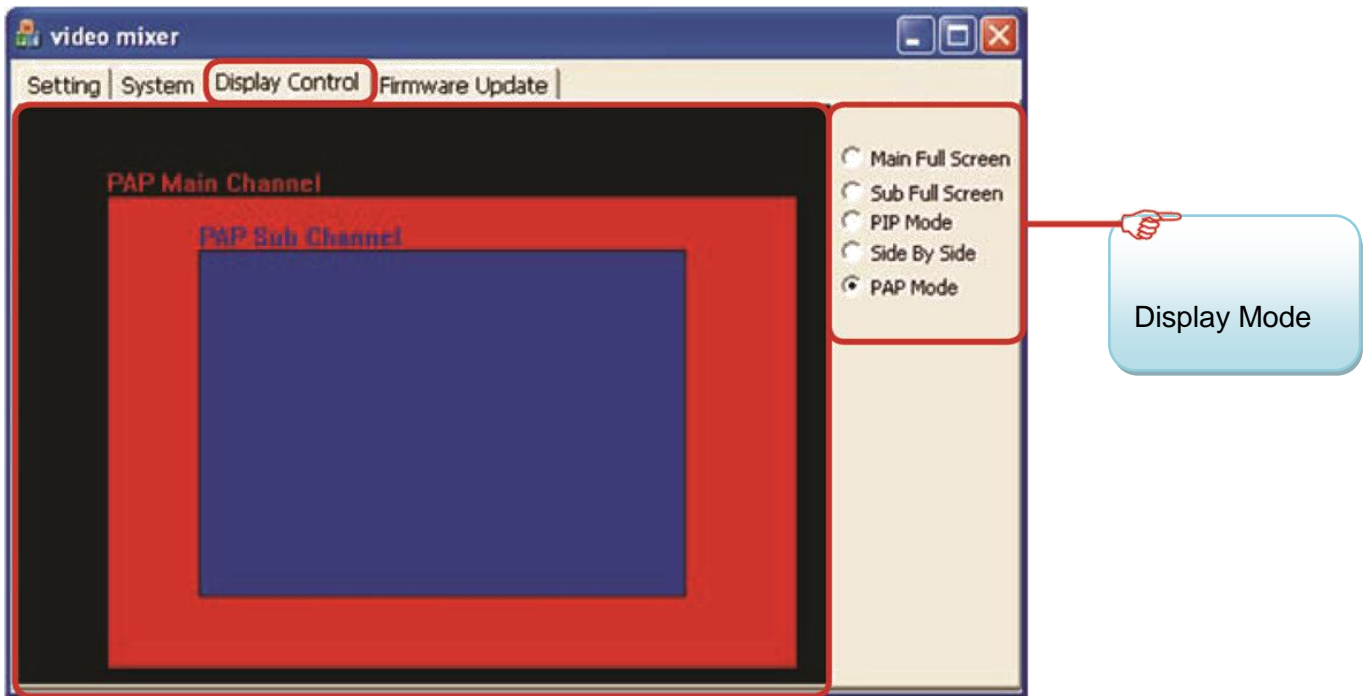 video mixer
Setting System Display Control Firmware Update
PAP Main Channel
PAP Sub Channel
Main Full Screen
Sub Full Screen
PIP Mode
Side By Side
PAP Mode
Display Mode